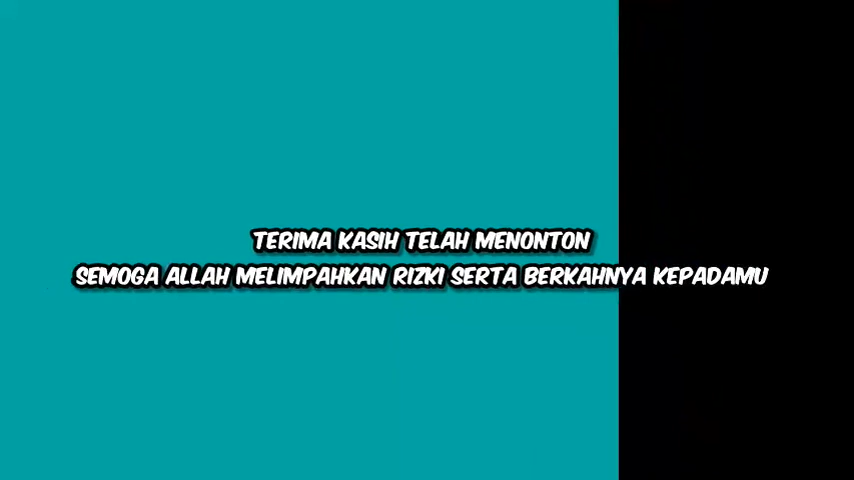 TERIMA KASIH TELAH MENONTON
SEMOGA ALLAH MELIMPAHKAN RIZKI SERTA BERKAHNYA KEPADAMU